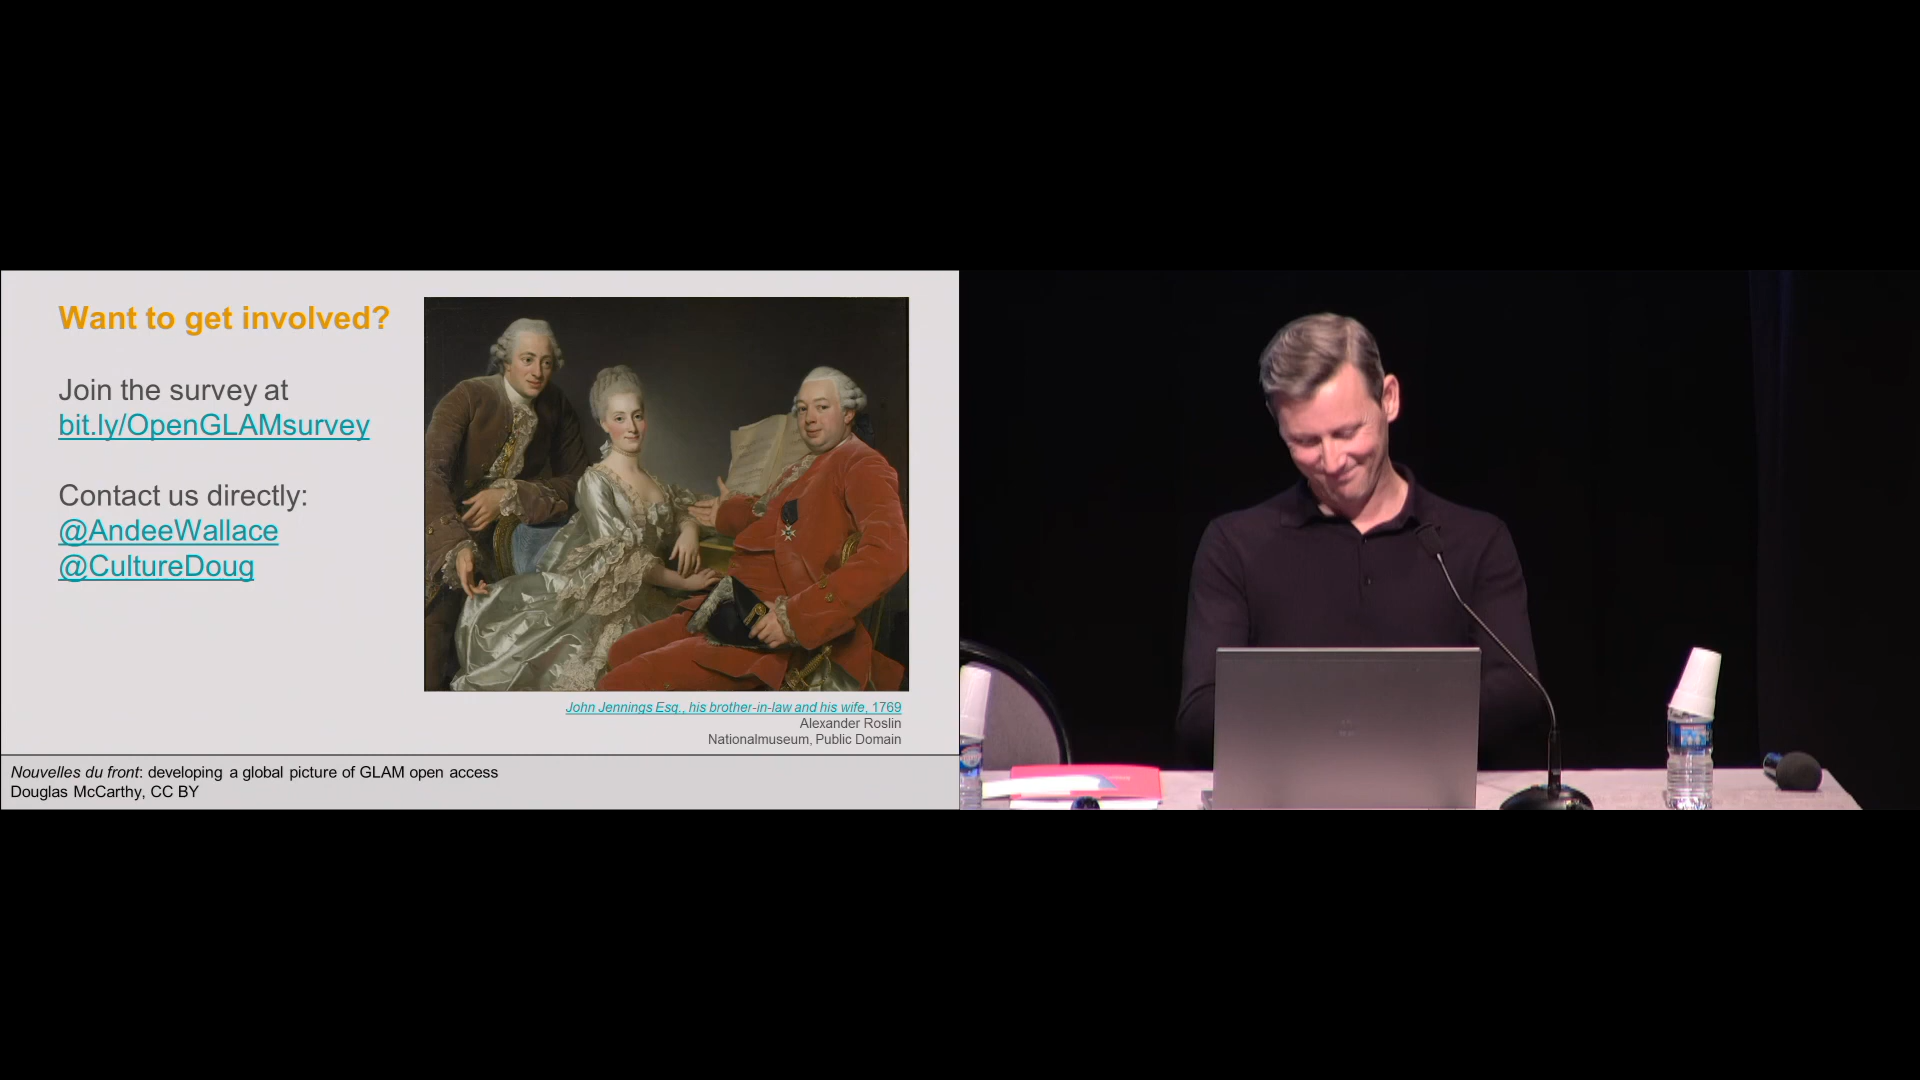 Want to get involved?
Join the survey at
bit.ly/OpenGLAMsurvey
Contact us directly:
@AndeeWallace
@CultureDoug
John Jennings Esq., his brother-in-law and his wife, 1769
Alexander Roslin
Nationalmuseum, Public Domain
Nouvelles du front: developing a global picture of GLAM open access
Douglas McCarthy, CC BY